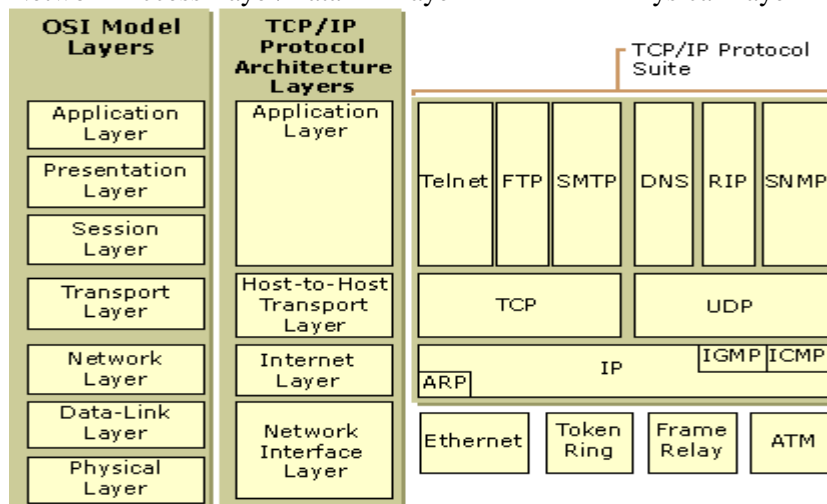 OSI Model
Layers
TCP/IP
Protocol
Architecture
Layers
TCP/IP Protocol
Suite
Application
Layer
Presentation
Layer
Session
Layer
Transport
Layer
Network
Layer
Data-Link
Layer
Physical
Layer
Application
Layer
Host-to-Host
Transport
Layer
Internet
Layer
Network
Interface
Layer
Telnet
FTP
SMTP
DNS
RIP
SNMP
TCP
UDP
IP
ARP
IGMP
ICMP
Ethernet
Token
Ring
Frame
Relay
ATM